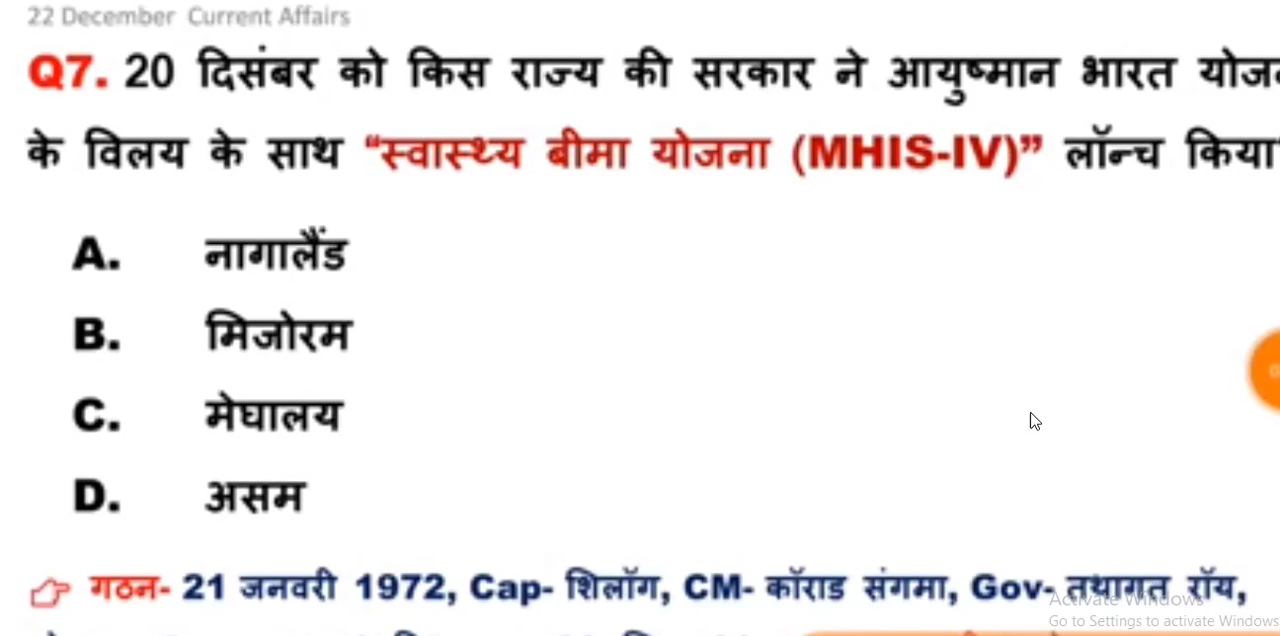 22 December Current Affairs
Q7. 20 दिसंबर को किस राज्य की सरकार ने आयुष्मान भारत
के विलय के साथ “स्वास्थ्य बीमा योजना (MHIS-IV)” लॉन्च किया
A. नागालैंड
B. मिजोरम
C. मेघालय
D. असम
गठन- 21 जनवरी 1972, Cap- शिलॉग, CM- कॉराड संगमा, Gov- तथागत रॉय,
Activate Windows
Go to Settings to activate Windows